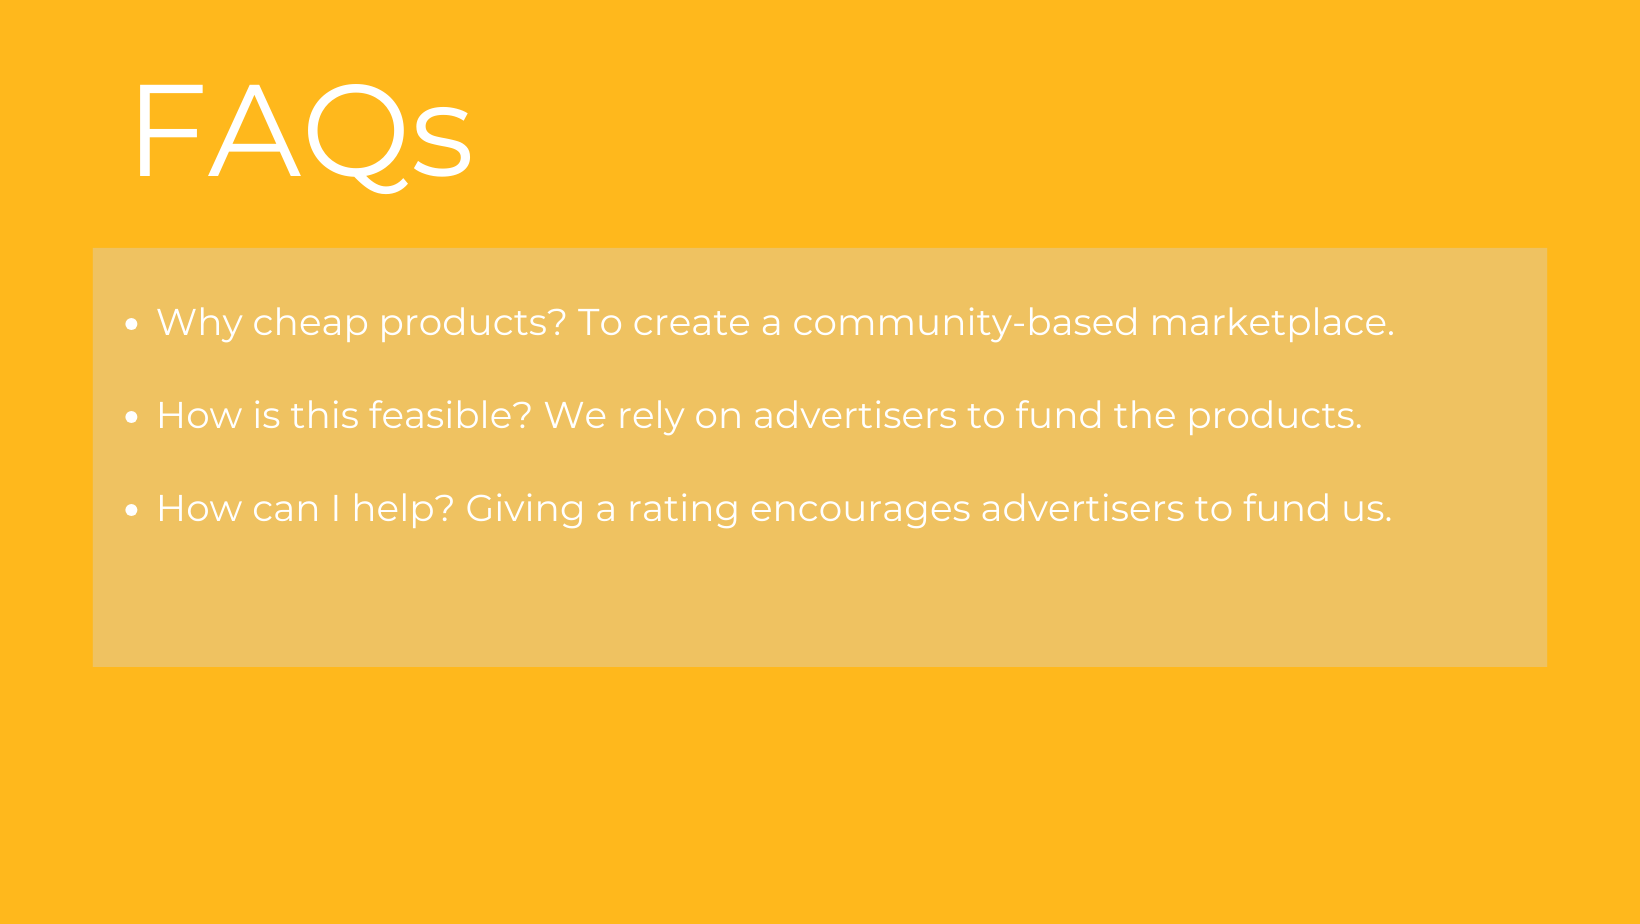 FAQs
• Why cheap products? To create a community-based marketplace.
• How is this feasible? We rely on advertisers to fund the products.
• How can I help? Giving a rating encourages advertisers to fund us.